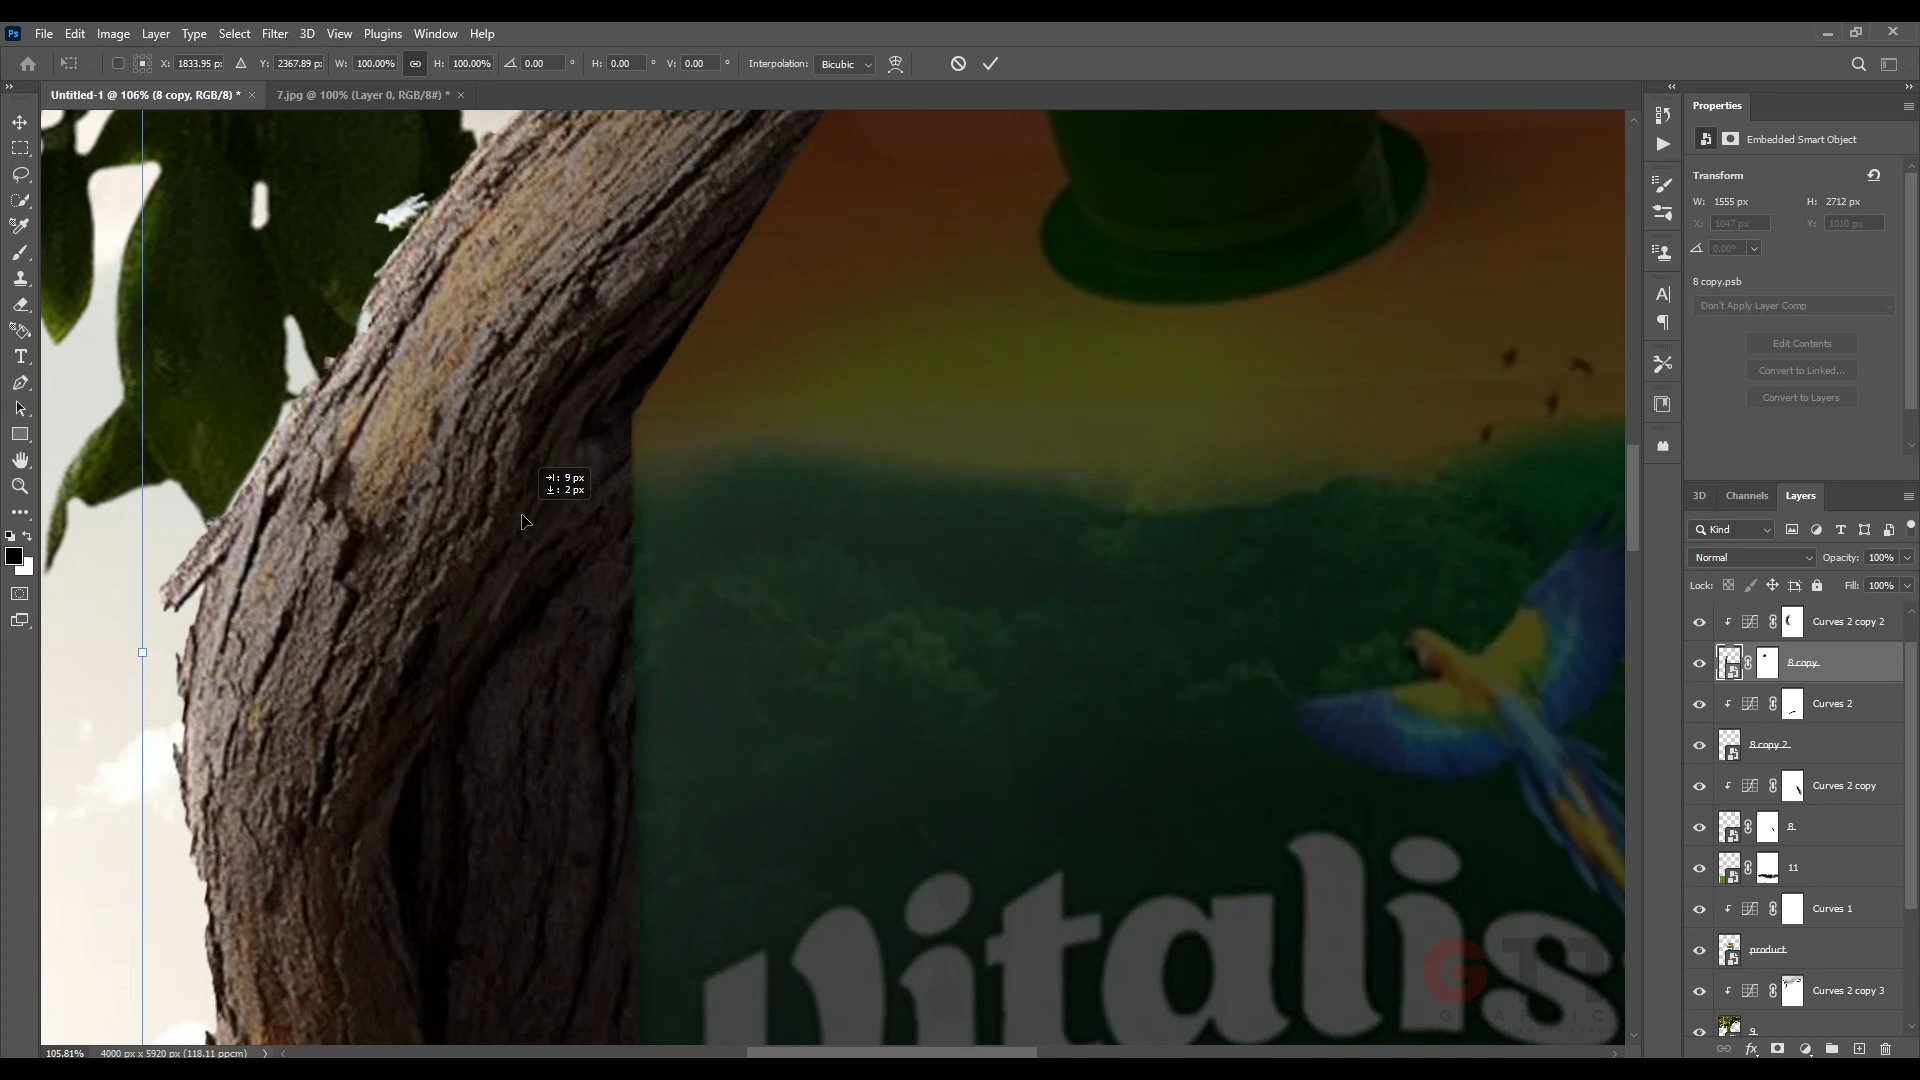 Ps File Edit Image Layer Type Select Filter 3D View Plugins Window Help
X: 1833.95 p: Y: 2367.89 p: W: 100.00% H: 100.00% 0.00 ° H: 0.00 ° V: 0.00 ° Interpolation: Bicubic
Untitled-1 @ 106% (8 copy, RGB/8) * × 7.jpg @ 100% (Layer 0, RGB/8#) * ×
Properties
Embedded Smart Object
Transform
W: 1555 px H: 2712 px
X: 1047 px Y: 1010 px
0.00°
8 copy.psb
Don't Apply Layer Comp
Edit Contents
Convert to Linked...
Convert to Layers
: 9 px
: 2 px
3D Channels Layers
Kind
Normal Opacity: 100%
Lock: Fill: 100%
Curves 2 copy 2
8 copy
Curves 2
8 copy 2
Curves 2 copy
8
11
Curves 1
product
Curves 2 copy 3
9
Vitalis
105.81% 4000 px x 5920 px (118.11 ppcm)